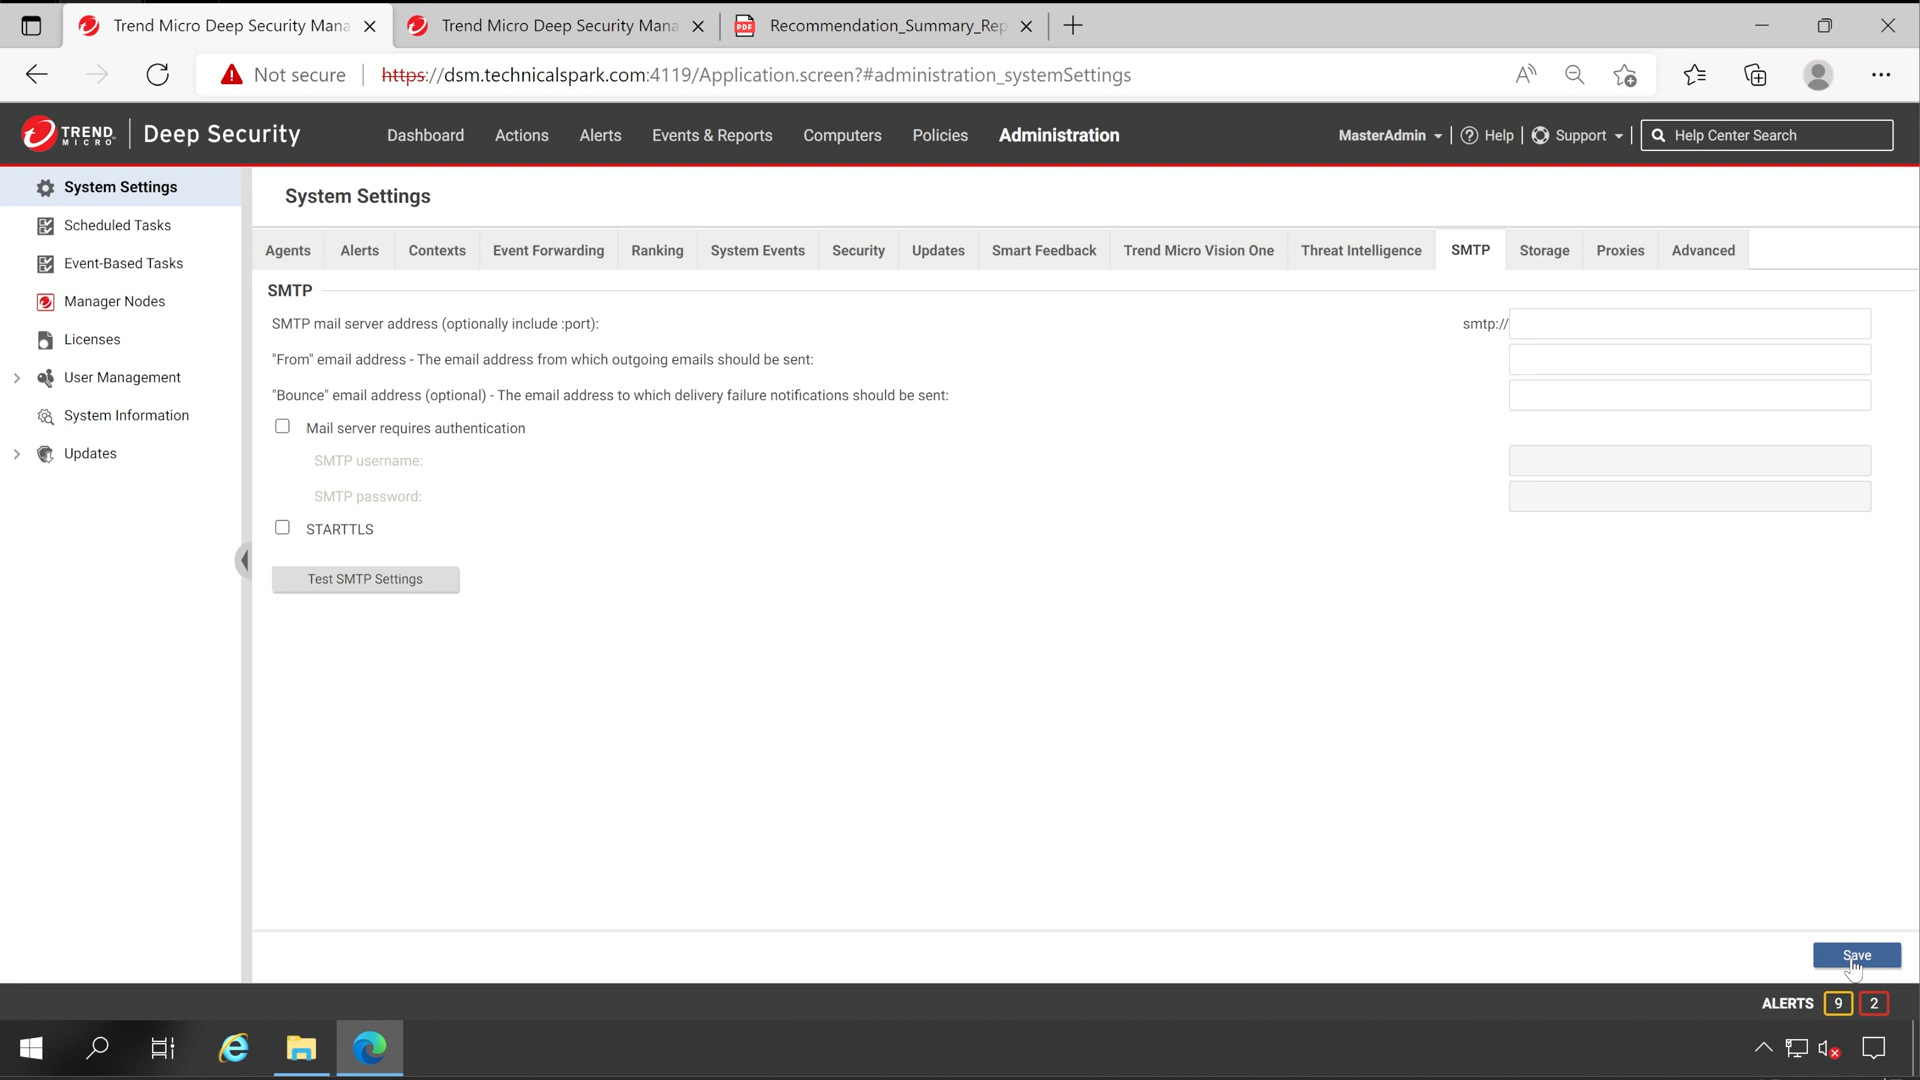 Trend Micro Deep Security Mana
Trend Micro Deep Security Mana
PDF
Recommendation_Summary_Rep
Not secure
https://dsm.technicalspark.com:4119/Application.screen?#administration_systemSettings
TREND MICRO
Deep Security
Dashboard
Actions
Alerts
Events & Reports
Computers
Policies
Administration
MasterAdmin
Help
Support
Help Center Search
System Settings
Scheduled Tasks
Event-Based Tasks
Manager Nodes
Licenses
User Management
System Information
Updates
System Settings
Agents
Alerts
Contexts
Event Forwarding
Ranking
System Events
Security
Updates
Smart Feedback
Trend Micro Vision One
Threat Intelligence
SMTP
Storage
Proxies
Advanced
SMTP
SMTP mail server address (optionally include :port):
smtp://
"From" email address - The email address from which outgoing emails should be sent:
"Bounce" email address (optional) - The email address to which delivery failure notifications should be sent:
Mail server requires authentication
SMTP username:
SMTP password:
STARTTLS
Test SMTP Settings
Save
ALERTS
9
2